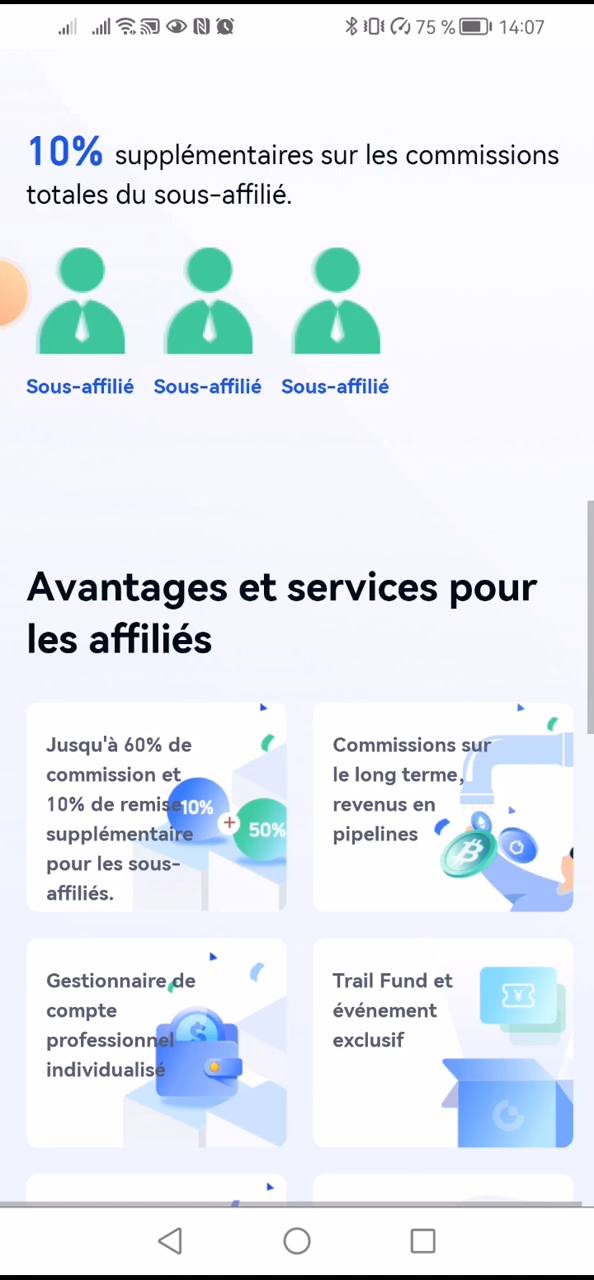 75 % 14:07
10% supplémentaires sur les commissions
totales du sous-affilié.
Sous-affilié Sous-affilié Sous-affilié
Avantages et services pour
les affiliés
Jusqu'à 60% de
commission et
10% de remise
supplémentaire
pour les sous-
affiliés.
10%
50%
Commissions sur
le long terme,
revenus en
pipelines
Gestionnaire de
compte
professionnel
individualisé
Trail Fund et
événement
exclusif